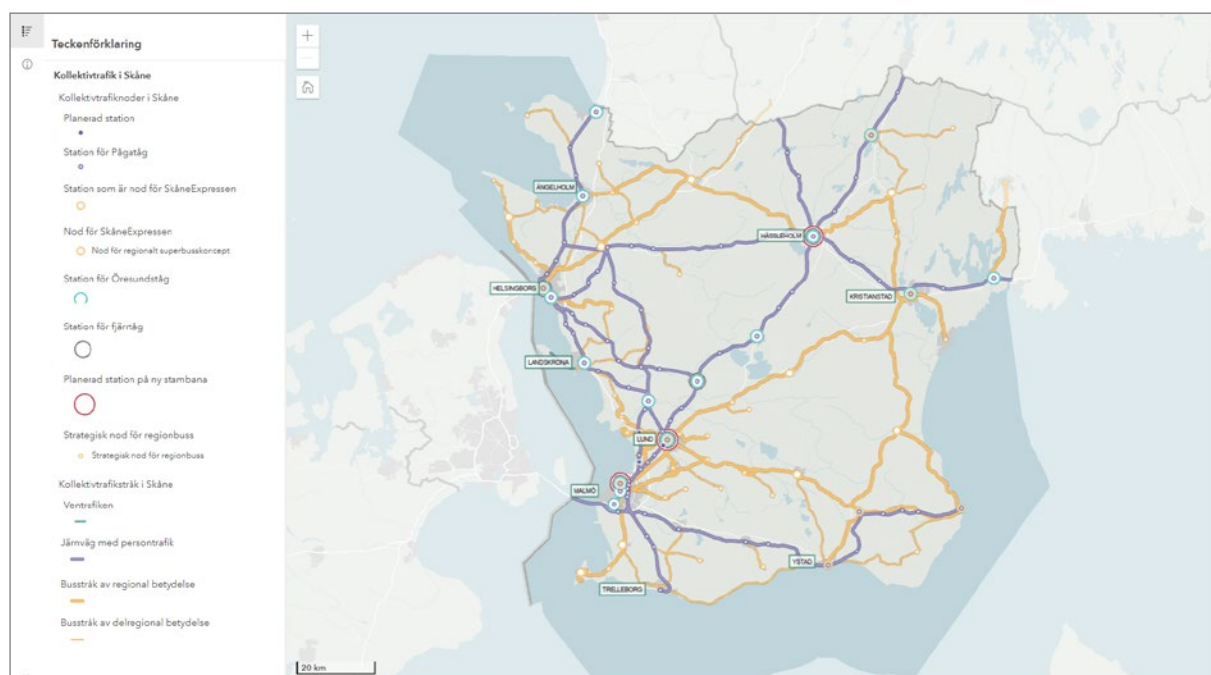 Teckenförklaring
Kollektivtrafik i Skåne
Kollektivtrafiknoder i Skåne
Planerad station
Station för Pågatåg
Station som är nod för SkåneExpressen
Nod för SkåneExpressen
Nod för regionalt superbusskoncept
Station för Öresundståg
Station för fjärrtåg
Planerad station på ny stambana
Strategisk nod för regionbuss
Strategisk nod för regionbuss
Kollektivtrafikstråk i Skåne
Ventrafiken
Järnväg med persontrafik
Busstråk av regional betydelse
Busstråk av delregional betydelse
ÄNGELHOLM
HÄSSLEHOLM
HELSINGBORG
KRISTIANSTAD
LANDSKRONA
LUND
MALMÖ
YSTAD
TRELLEBORG
20 km